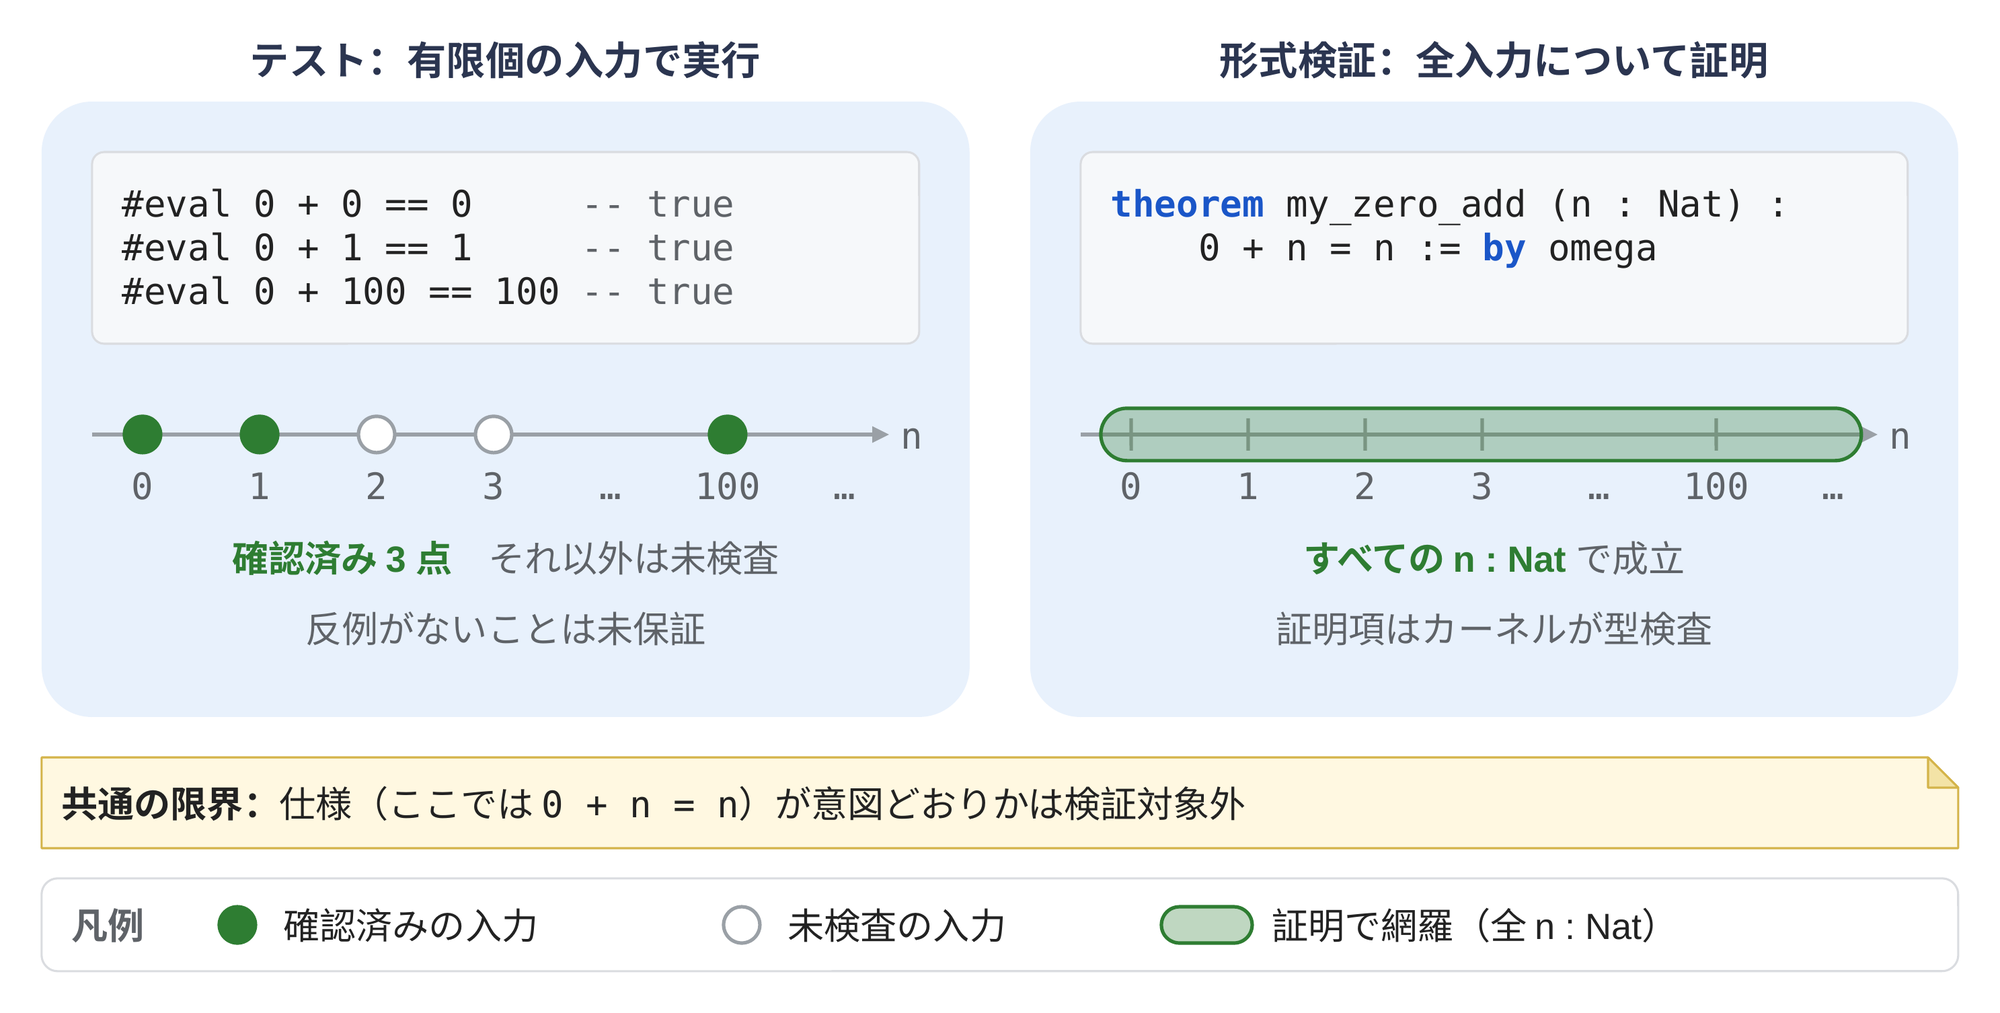 テスト：有限個の入力で実行
#eval 0 + 0 == 0     -- true
#eval 0 + 1 == 1     -- true
#eval 0 + 100 == 100 -- true
n
0 1 2 3 … 100 …
確認済み 3 点　それ以外は未検査
反例がないことは未保証
形式検証：全入力について証明
theorem my_zero_add (n : Nat) :
    0 + n = n := by omega
n
0 1 2 3 … 100 …
すべての n : Nat で成立
証明項はカーネルが型検査
共通の限界：仕様（ここでは 0 + n = n）が意図どおりかは検証対象外
凡例 確認済みの入力 未検査の入力 証明で網羅（全 n : Nat）